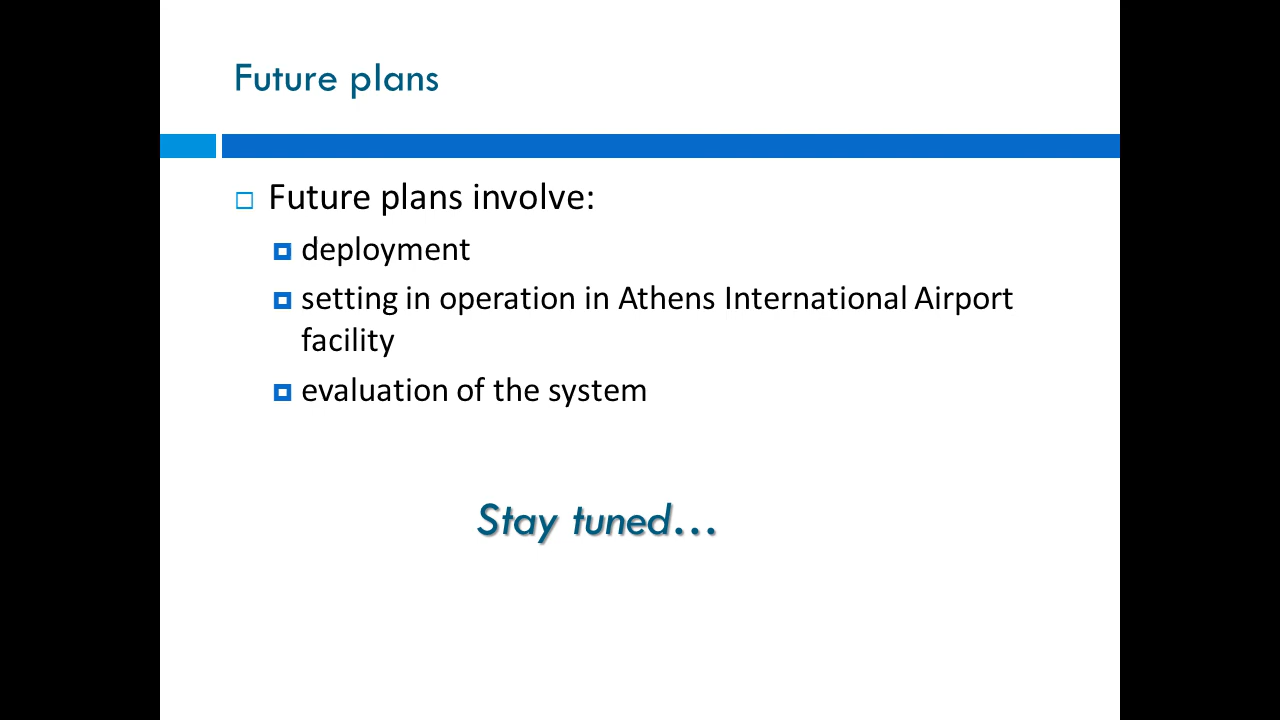 Future plans
Future plans involve:
deployment
setting in operation in Athens International Airport
facility
evaluation of the system
Stay tuned...